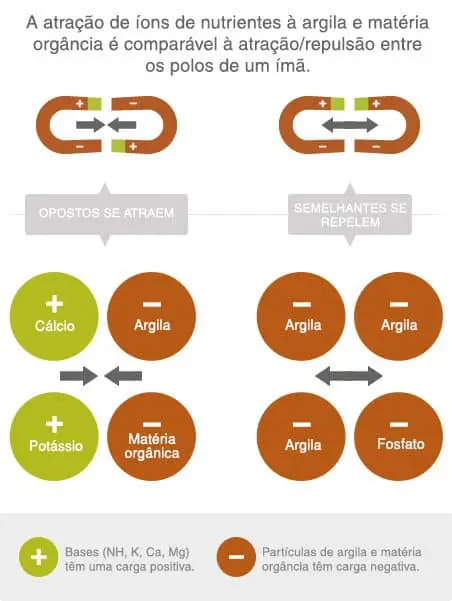 A atração de íons de nutrientes à argila e matéria
orgância é comparável à atração/repulsão entre
os polos de um ímã.
+ − + +
− + − −
OPOSTOS SE ATRAEM
SEMELHANTES SE
REPELEM
+ − − −
Cálcio Argila Argila Argila
+ − − −
Potássio Matéria
orgânica Argila Fosfato
+ Bases (NH, K, Ca, Mg)
têm uma carga positiva.
− Partículas de argila e matéria
orgância têm carga negativa.